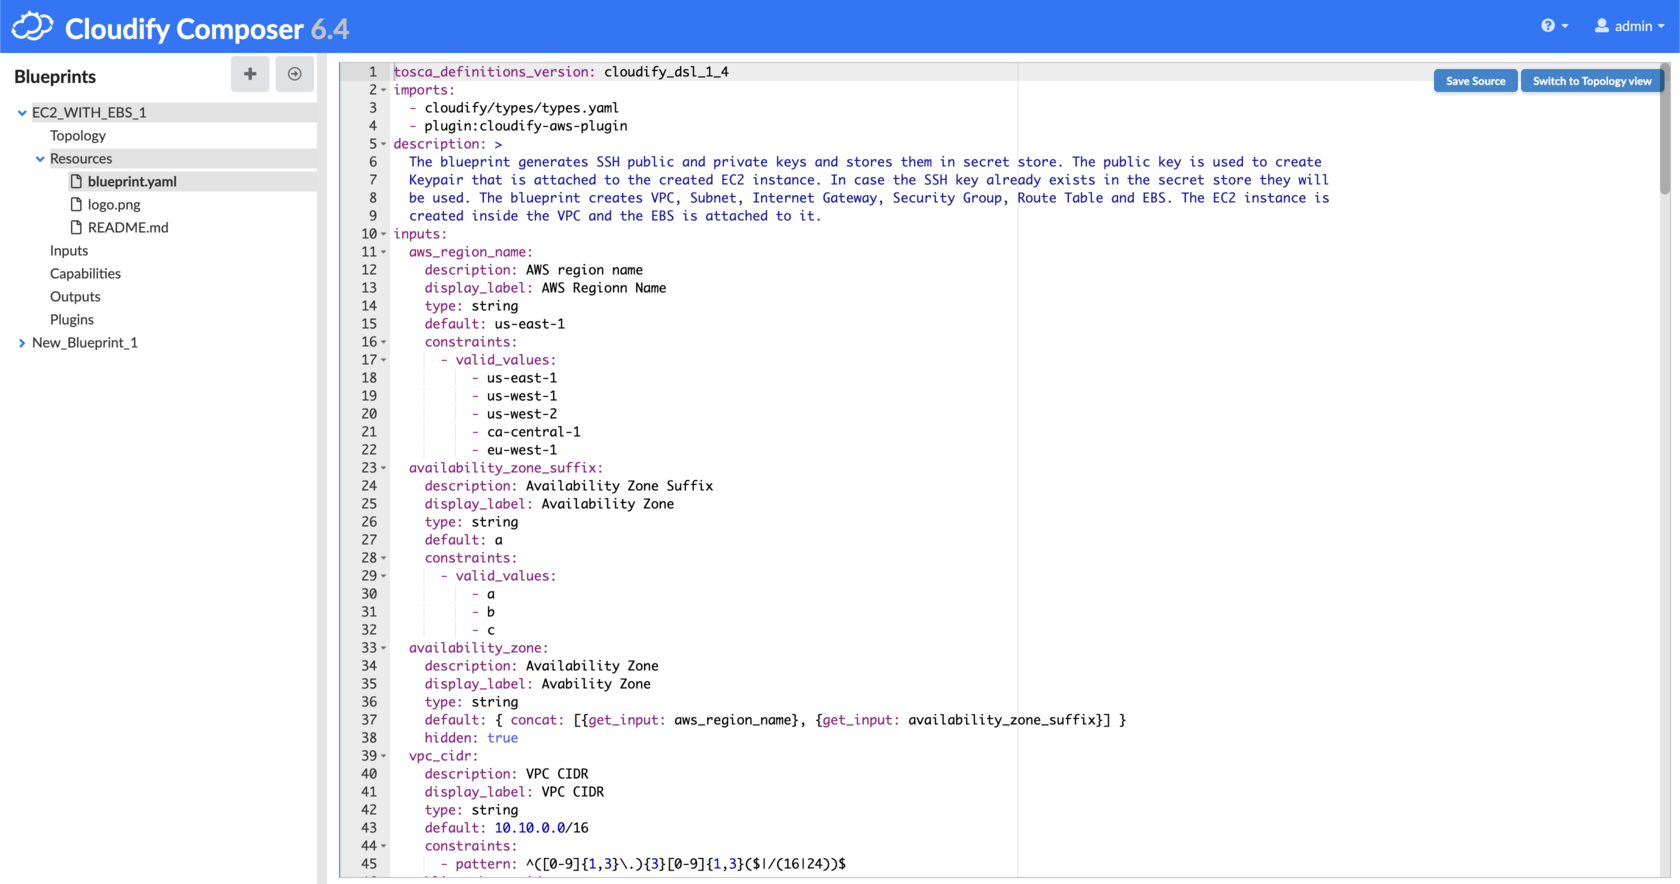 Cloudify Composer 6.4
admin
Blueprints
EC2_WITH_EBS_1
Topology
Resources
blueprint.yaml
logo.png
README.md
Inputs
Capabilities
Outputs
Plugins
New_Blueprint_1
Save Source
Switch to Topology view
1 tosca_definitions_version: cloudify_dsl_1_4
2 imports:
3 - cloudify/types/types.yaml
4 - plugin:cloudify-aws-plugin
5 description: >
6 The blueprint generates SSH public and private keys and stores them in secret store. The public key is used to create
7 Keypair that is attached to the created EC2 instance. In case the SSH key already exists in the secret store they will
8 be used. The blueprint creates VPC, Subnet, Internet Gateway, Security Group, Route Table and EBS. The EC2 instance is
9 created inside the VPC and the EBS is attached to it.
10 inputs:
11 aws_region_name:
12 description: AWS region name
13 display_label: AWS Regionn Name
14 type: string
15 default: us-east-1
16 constraints:
17 - valid_values:
18 - us-east-1
19 - us-west-1
20 - us-west-2
21 - ca-central-1
22 - eu-west-1
23 availability_zone_suffix:
24 description: Availability Zone Suffix
25 display_label: Availability Zone
26 type: string
27 default: a
28 constraints:
29 - valid_values:
30 - a
31 - b
32 - c
33 availability_zone:
34 description: Availability Zone
35 display_label: Avability Zone
36 type: string
37 default: { concat: [{get_input: aws_region_name}, {get_input: availability_zone_suffix}] }
38 hidden: true
39 vpc_cidr:
40 description: VPC CIDR
41 display_label: VPC CIDR
42 type: string
43 default: 10.10.0.0/16
44 constraints:
45 - pattern: ^([0-9]{1,3}\.){3}[0-9]{1,3}($|/(16|24))$